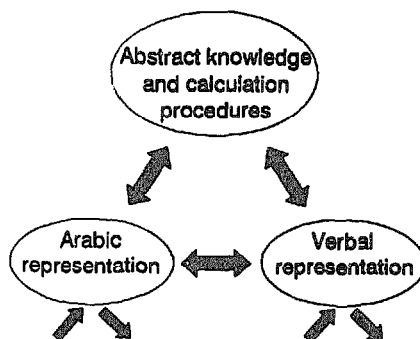 Abstract knowledge
and calculation
procedures
Arabic
representation
Verbal
representation